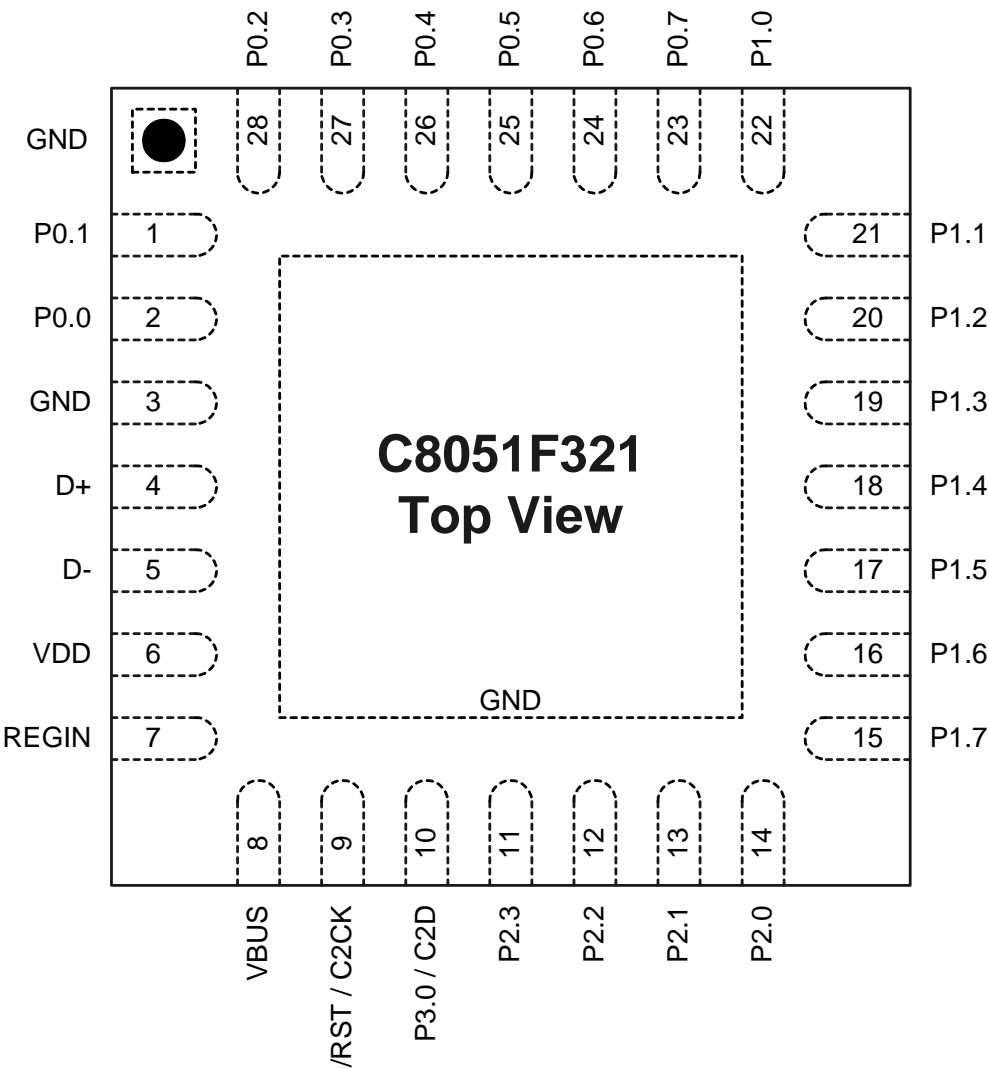 P0.2 P0.3 P0.4 P0.5 P0.6 P0.7 P1.0
GND 28 27 26 25 24 23 22
P0.1 1 21 P1.1
P0.0 2 20 P1.2
GND 3 19 P1.3
C8051F321
D+ 4 18 P1.4
Top View
D- 5 17 P1.5
VDD 6 16 P1.6
GND
REGIN 7 15 P1.7
8 9 10 11 12 13 14
VBUS /RST / C2CK P3.0 / C2D P2.3 P2.2 P2.1 P2.0